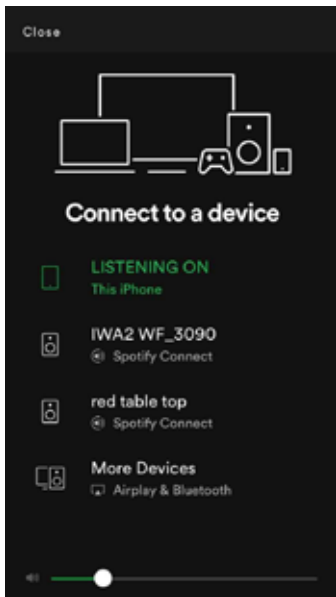 Close
Connect to a device
LISTENING ON
This iPhone
IWA2 WF_3090
Spotify Connect
red table top
Spotify Connect
More Devices
Airplay & Bluetooth